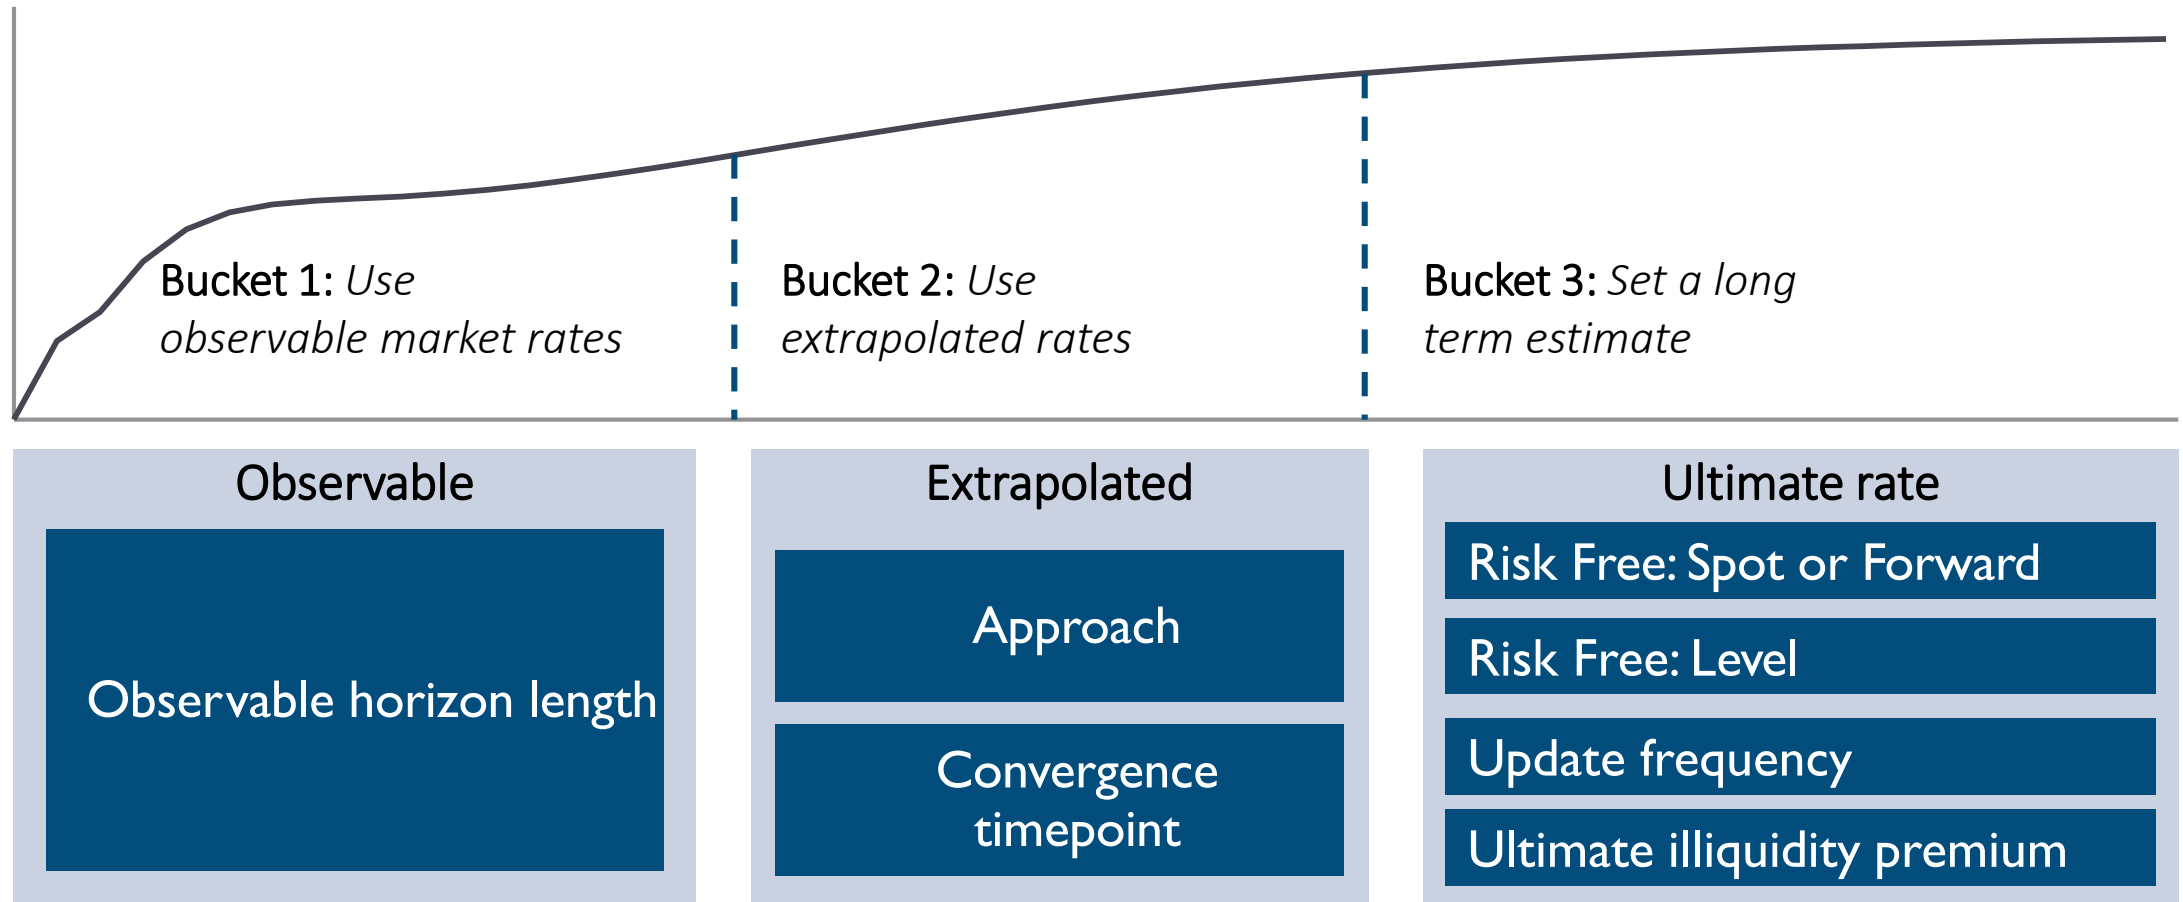 Bucket 1: Use
observable market rates
Bucket 2: Use
extrapolated rates
Bucket 3: Set a long
term estimate
Observable
Observable horizon length
Extrapolated
Approach
Convergence
timepoint
Ultimate rate
Risk Free: Spot or Forward
Risk Free: Level
Update frequency
Ultimate illiquidity premium